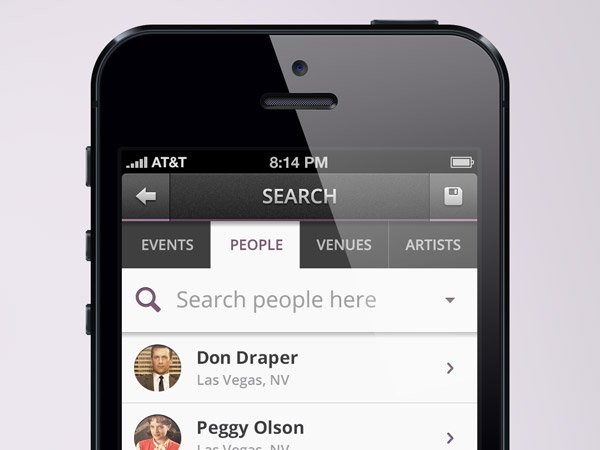 AT&T 8:14 PM
SEARCH
EVENTS PEOPLE VENUES ARTISTS
Search people here
Don Draper
Las Vegas, NV
Peggy Olson
Las Vegas, NV